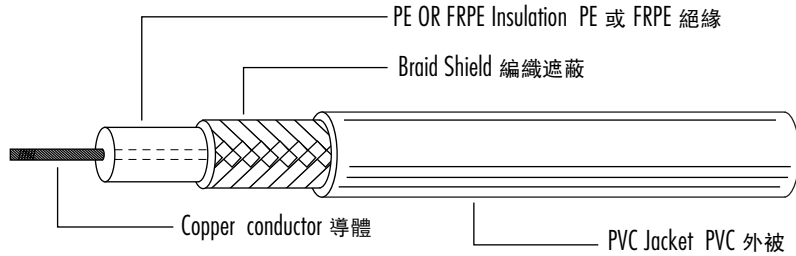 PE OR FRPE Insulation PE 或 FRPE 絕緣
Braid Shield 編織遮蔽
Copper conductor 導體
PVC Jacket PVC 外被